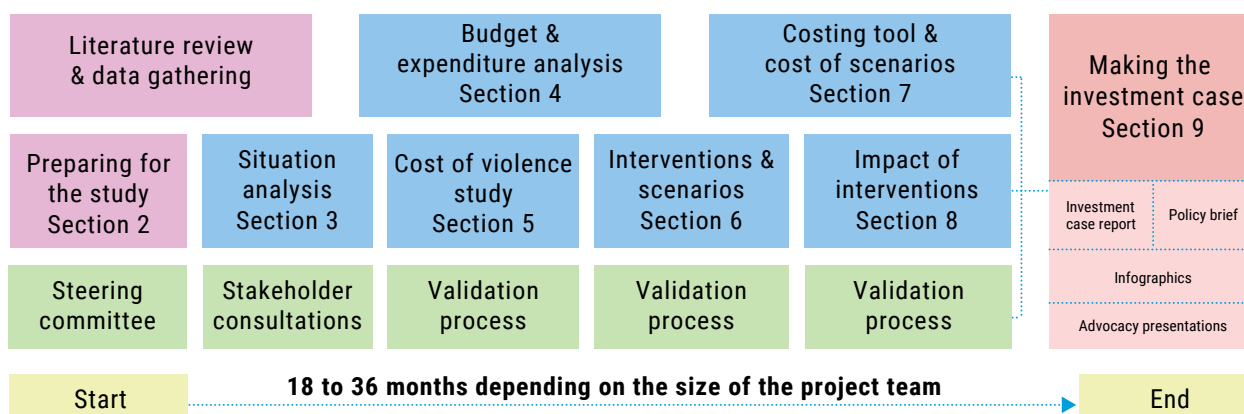 Literature review
& data gathering
Budget &
expenditure analysis
Section 4
Costing tool &
cost of scenarios
Section 7
Making the
investment case
Section 9
Preparing for
the study
Section 2
Situation
analysis
Section 3
Cost of violence
study
Section 5
Interventions &
scenarios
Section 6
Impact of
interventions
Section 8
Investment
case report
Policy brief
Infographics
Advocacy presentations
Steering
committee
Stakeholder
consultations
Validation
process
Validation
process
Validation
process
Start
18 to 36 months depending on the size of the project team
End